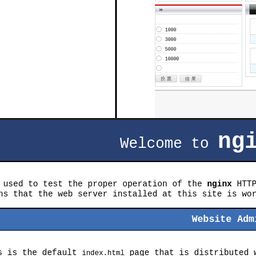 1000
3000
5000
10000
投票 结果
Welcome to ngi
used to test the proper operation of the nginx HTTP
ns that the web server installed at this site is wor
Website Adm
s is the default index.html page that is distributed w